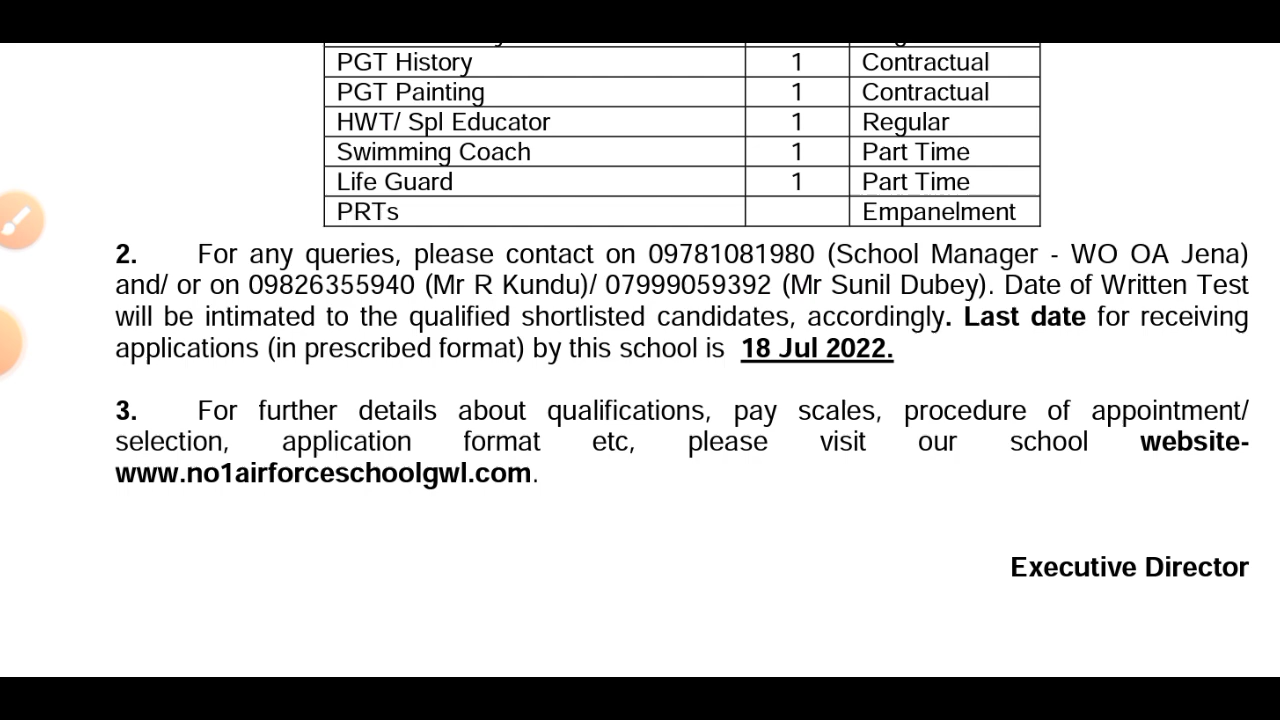 PGT History 1 Contractual
PGT Painting 1 Contractual
HWT/ Spl Educator 1 Regular
Swimming Coach 1 Part Time
Life Guard 1 Part Time
PRTs Empanelment
2. For any queries, please contact on 09781081980 (School Manager - WO OA Jena)
and/ or on 09826355940 (Mr R Kundu)/ 07999059392 (Mr Sunil Dubey). Date of Written Test
will be intimated to the qualified shortlisted candidates, accordingly. Last date for receiving
applications (in prescribed format) by this school is 18 Jul 2022.
3. For further details about qualifications, pay scales, procedure of appointment/
selection, application format etc, please visit our school website-
www.no1airforceschoolgwl.com.
Executive Director